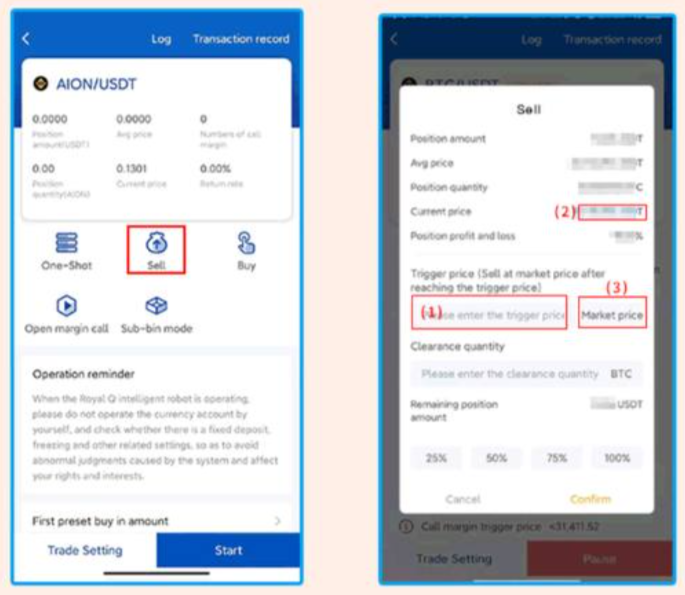 Log Transaction record
AION/USDT
0.0000 0.0000 0
Position Avg price Numbers of call
amount(USDT) margin
0.00 0.1301 0.00%
Position Current price Return rate
quantity(AION)
One-Shot Sell Buy
Open margin call Sub-bin mode
Operation reminder
When the Royal Q intelligent robot is operating,
please do not operate the currency account by
yourself, and check whether there is a fixed deposit,
freezing and other related settings, so as to avoid
abnormal judgments caused by the system and affect
your rights and interests.
First preset buy in amount
Trade Setting Start
Log Transaction record
BTC/USDT
Sell
Position amount T
Avg price T
Position quantity C
Current price (2) T
Position profit and loss %
Trigger price (Sell at market price after
reaching the trigger price) (3)
(1) Please enter the trigger price Market price
Clearance quantity
Please enter the clearance quantity BTC
Remaining position USDT
amount
25% 50% 75% 100%
Cancel Confirm
Call margin trigger price <31,411.52
Trade Setting Pause